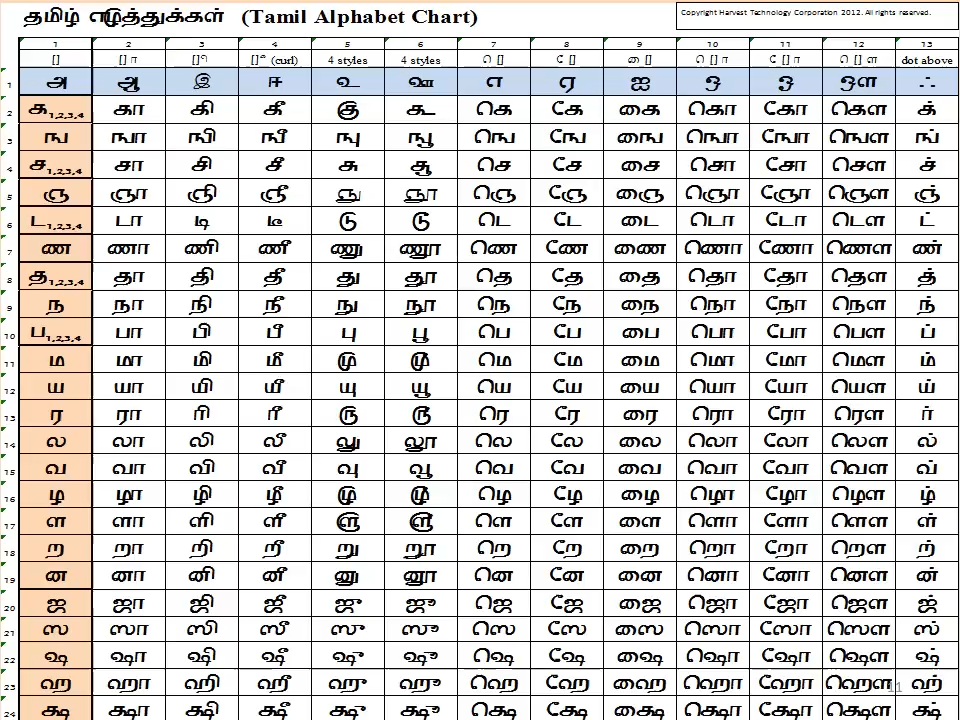 தமிழ் எழுத்துக்கள் (Tamil Alphabet Chart)
Copyright Harvest Technology Corporation 2012. All rights reserved.
1 2 3 4 5 6 7 8 9 10 11 12 13
[] [] ா [] ி [] ீ (curl) 4 styles 4 styles ெ [] ே [] ை [] ெ [] ா ே [] ா ெ [] ள dot above
1 அ ஆ இ ஈ உ ஊ எ ஏ ஐ ஒ ஓ ஔ ஃ
2 க1,2,3,4 கா கி கீ கு கூ கெ கே கை கொ கோ கௌ க்
3 ங ஙா ஙி ஙீ ஙு ஙூ ஙெ ஙே ஙை ஙொ ஙோ ஙௌ ங்
4 ச1,2,3,4 சா சி சீ சு சூ செ சே சை சொ சோ சௌ ச்
5 ஞ ஞா ஞி ஞீ ஞு ஞூ ஞெ ஞே ஞை ஞொ ஞோ ஞௌ ஞ்
6 ட1,2,3,4 டா டி டீ டு டூ டெ டே டை டொ டோ டௌ ட்
7 ண ணா ணி ணீ ணு ணூ ணெ ணே ணை ணொ ணோ ணௌ ண்
8 த1,2,3,4 தா தி தீ து தூ தெ தே தை தொ தோ தௌ த்
9 ந நா நி நீ நு நூ நெ நே நை நொ நோ நௌ ந்
10 ப1,2,3,4 பா பி பீ பு பூ பெ பே பை பொ போ பௌ ப்
11 ம மா மி மீ மு மூ மெ மே மை மொ மோ மௌ ம்
12 ய யா யி யீ யு யூ யெ யே யை யொ யோ யௌ ய்
13 ர ரா ரி ரீ ரு ரூ ரெ ரே ரை ரொ ரோ ரௌ ர்
14 ல லா லி லீ லு லூ லெ லே லை லொ லோ லௌ ல்
15 வ வா வி வீ வு வூ வெ வே வை வொ வோ வௌ வ்
16 ழ ழா ழி ழீ ழு ழூ ழெ ழே ழை ழொ ழோ ழௌ ழ்
17 ள ளா ளி ளீ ளு ளூ ளெ ளே ளை ளொ ளோ ளௌ ள்
18 ற றா றி றீ று றூ றெ றே றை றொ றோ றௌ ற்
19 ன னா னி னீ னு னூ னெ னே னை னொ னோ னௌ ன்
20 ஜ ஜா ஜி ஜீ ஜு ஜூ ஜெ ஜே ஜை ஜொ ஜோ ஜௌ ஜ்
21 ஸ ஸா ஸி ஸீ ஸு ஸூ ஸெ ஸே ஸை ஸொ ஸோ ஸௌ ஸ்
22 ஷ ஷா ஷி ஷீ ஷு ஷூ ஷெ ஷே ஷை ஷொ ஷோ ஷௌ ஷ்
23 ஹ ஹா ஹி ஹீ ஹு ஹூ ஹெ ஹே ஹை ஹொ ஹோ ஹௌ ஹ்
11
24 க்ஷ க்ஷா க்ஷி க்ஷீ க்ஷு க்ஷூ க்ஷெ க்ஷே க்ஷை க்ஷொ க்ஷோ க்ஷௌ க்ஷ்